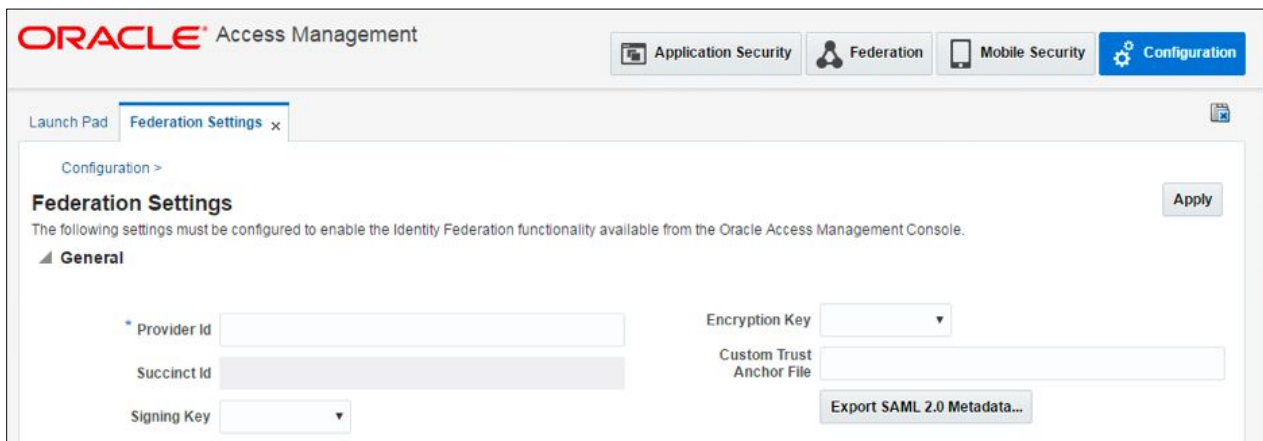 ORACLE® Access Management
Application Security
Federation
Mobile Security
Configuration
Launch Pad
Federation Settings x
Configuration >
Federation Settings
Apply
The following settings must be configured to enable the Identity Federation functionality available from the Oracle Access Management Console.
General
* Provider Id
Succinct Id
Signing Key
Encryption Key
Custom Trust
Anchor File
Export SAML 2.0 Metadata...